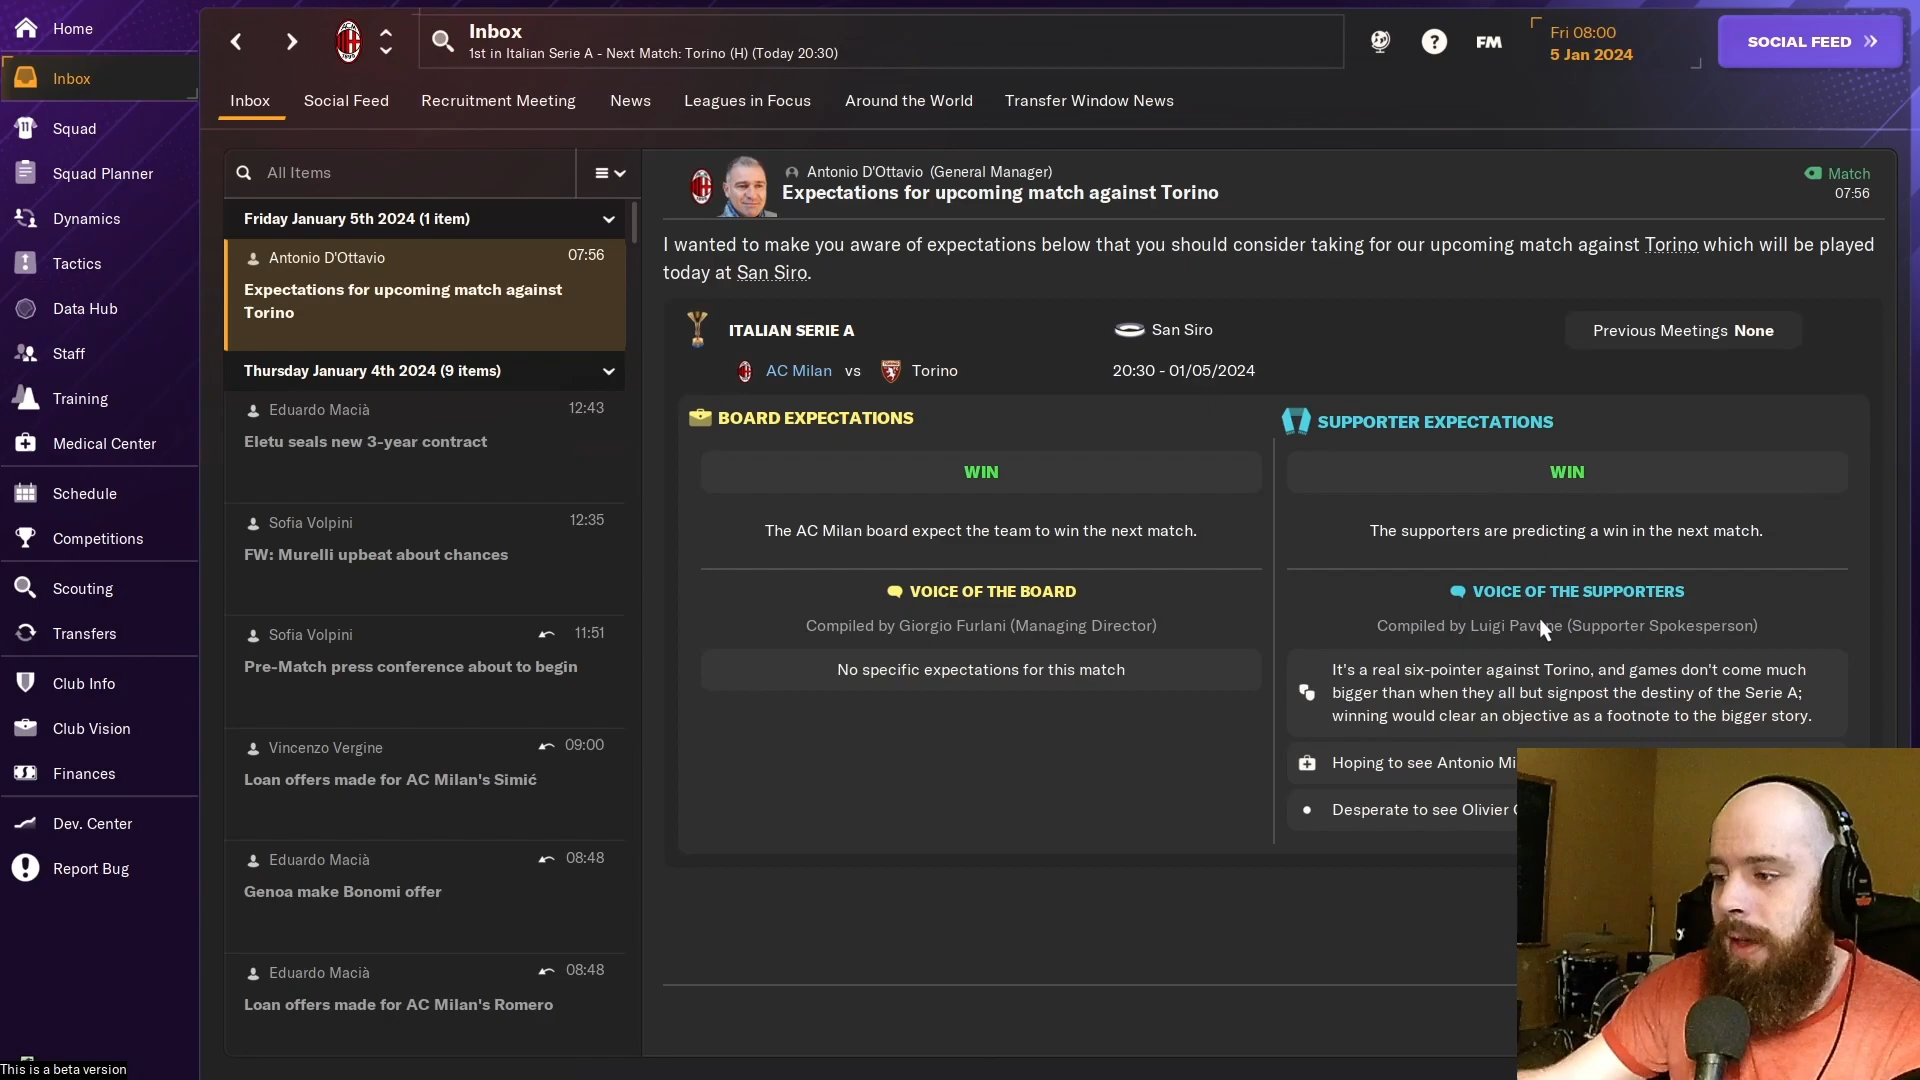 Home
Inbox
Squad
Squad Planner
Dynamics
Tactics
Data Hub
Staff
Training
Medical Center
Schedule
Competitions
Scouting
Transfers
Club Info
Club Vision
Finances
Dev. Center
Report Bug
This is a beta version
Inbox
1st in Italian Serie A - Next Match: Torino (H) (Today 20:30)
FM
Fri 08:00
5 Jan 2024
SOCIAL FEED
Inbox Social Feed Recruitment Meeting News Leagues in Focus Around the World Transfer Window News
All Items
Friday January 5th 2024 (1 item)
Antonio D'Ottavio 07:56
Expectations for upcoming match against
Torino
Thursday January 4th 2024 (9 items)
Eduardo Macià 12:43
Eletu seals new 3-year contract
Sofia Volpini 12:35
FW: Murelli upbeat about chances
Sofia Volpini 11:51
Pre-Match press conference about to begin
Vincenzo Vergine 09:00
Loan offers made for AC Milan's Simić
Eduardo Macià 08:48
Genoa make Bonomi offer
Eduardo Macià 08:48
Loan offers made for AC Milan's Romero
Antonio D'Ottavio (General Manager)
Expectations for upcoming match against Torino
Match
07:56
I wanted to make you aware of expectations below that you should consider taking for our upcoming match against Torino which will be played
today at San Siro.
ITALIAN SERIE A San Siro Previous Meetings None
AC Milan vs Torino 20:30 - 01/05/2024
BOARD EXPECTATIONS
WIN
The AC Milan board expect the team to win the next match.
VOICE OF THE BOARD
Compiled by Giorgio Furlani (Managing Director)
No specific expectations for this match
SUPPORTER EXPECTATIONS
WIN
The supporters are predicting a win in the next match.
VOICE OF THE SUPPORTERS
Compiled by Luigi Pavone (Supporter Spokesperson)
It's a real six-pointer against Torino, and games don't come much
bigger than when they all but signpost the destiny of the Serie A;
winning would clear an objective as a footnote to the bigger story.
Hoping to see Antonio
Desperate to see Olivier